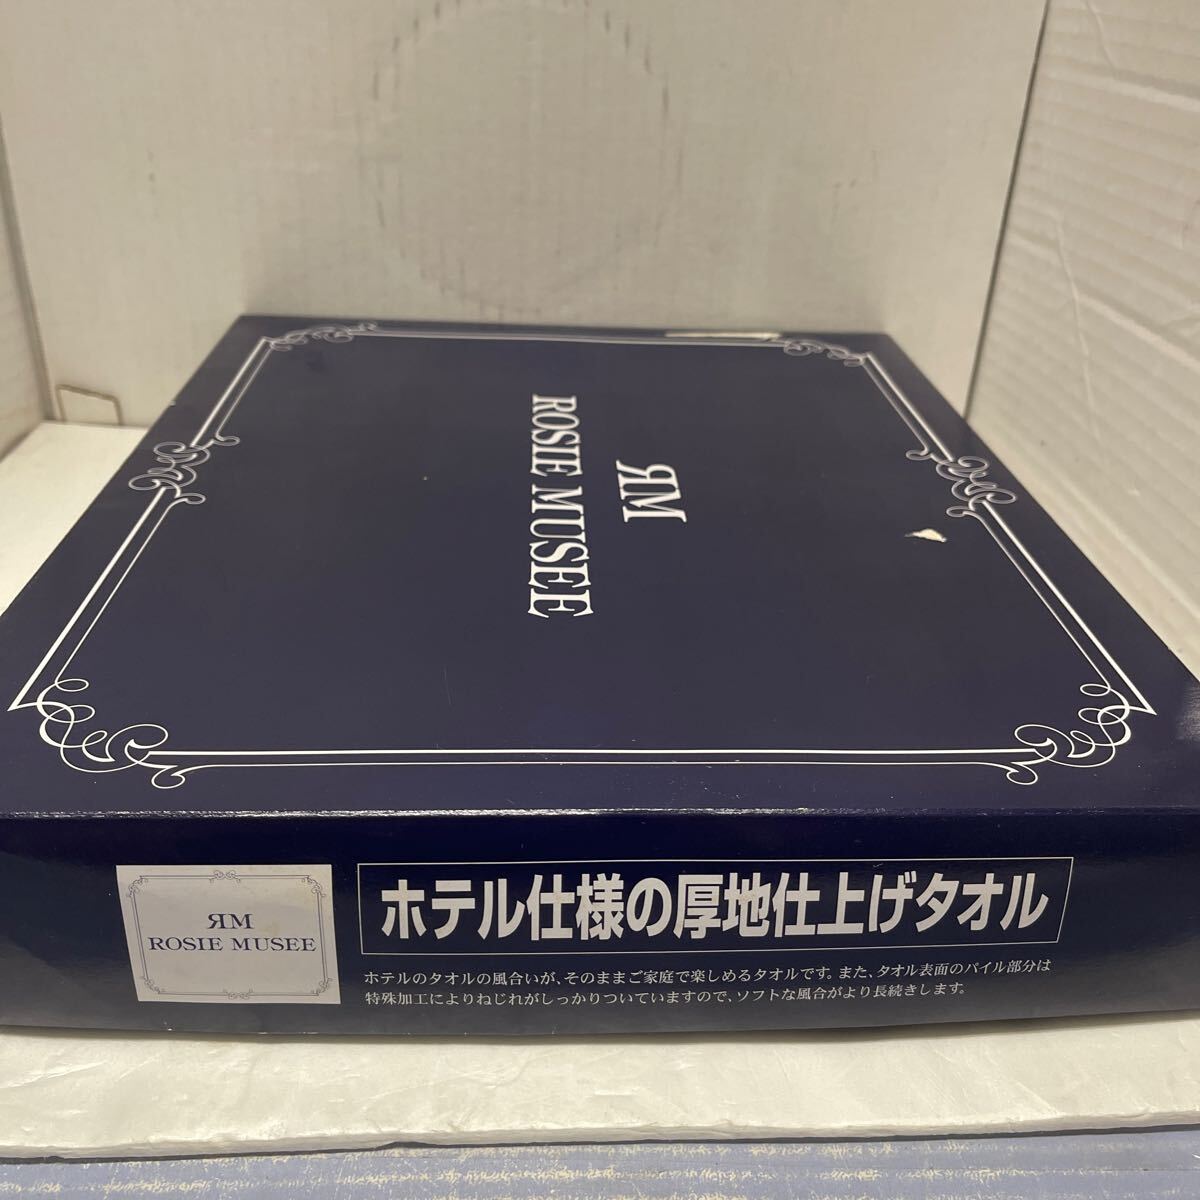 ЯM
ROSIE MUSEE
ЯM
ROSIE MUSEE
ホテル仕様の厚地仕上げタオル
ホテルのタオルの風合いが、そのままご家庭で楽しめるタオルです。また、タオル表面のパイル部分は
特殊加工によりねじれがしっかりついていますので、ソフトな風合がより長続きします。